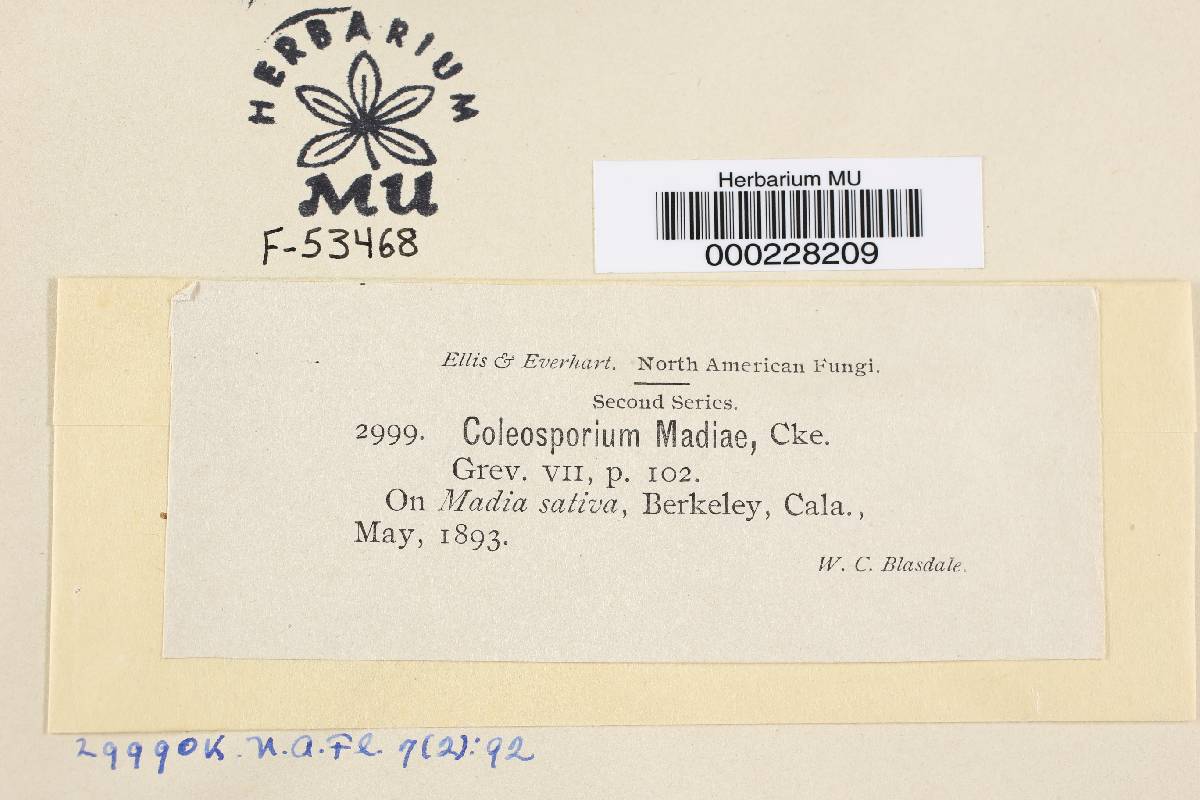 HERBARIUM
MU
F-53468
Herbarium MU
000228209
Ellis & Everhart. North American Fungi.
Second Series.
2999. Coleosporium Madiae, Cke.
Grev. VII, p. 102.
On Madia sativa, Berkeley, Cala.,
May, 1893.
W. C. Blasdale.
2999 OK. N.A.Fl. 7(2):92